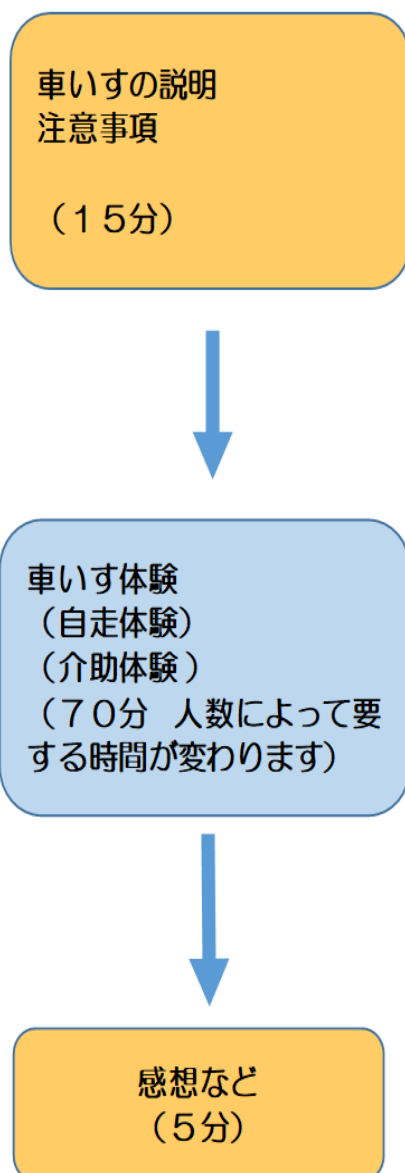 車いすの説明
注意事項
（１５分）
車いす体験
（自走体験）
（介助体験）
（７０分　人数によって要
する時間が変わります）
感想など
（５分）